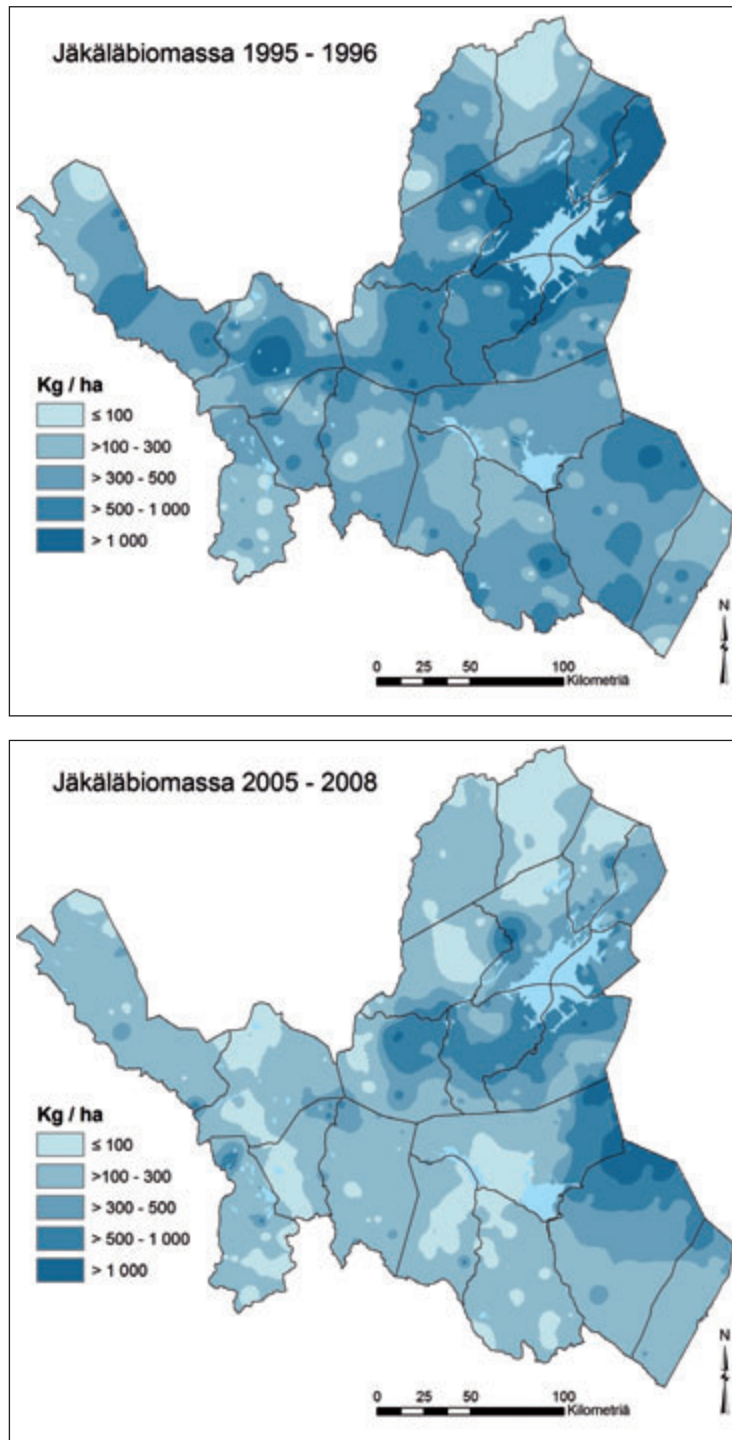 Jäkäläbiomassa 1995 - 1996
Kg / ha
≤ 100
>100 - 300
> 300 - 500
> 500 - 1 000
> 1 000
N
0 25 50 100
Kilometriä
Jäkäläbiomassa 2005 - 2008
Kg / ha
≤ 100
>100 - 300
> 300 - 500
> 500 - 1 000
> 1 000
N
0 25 50 100
Kilometriä